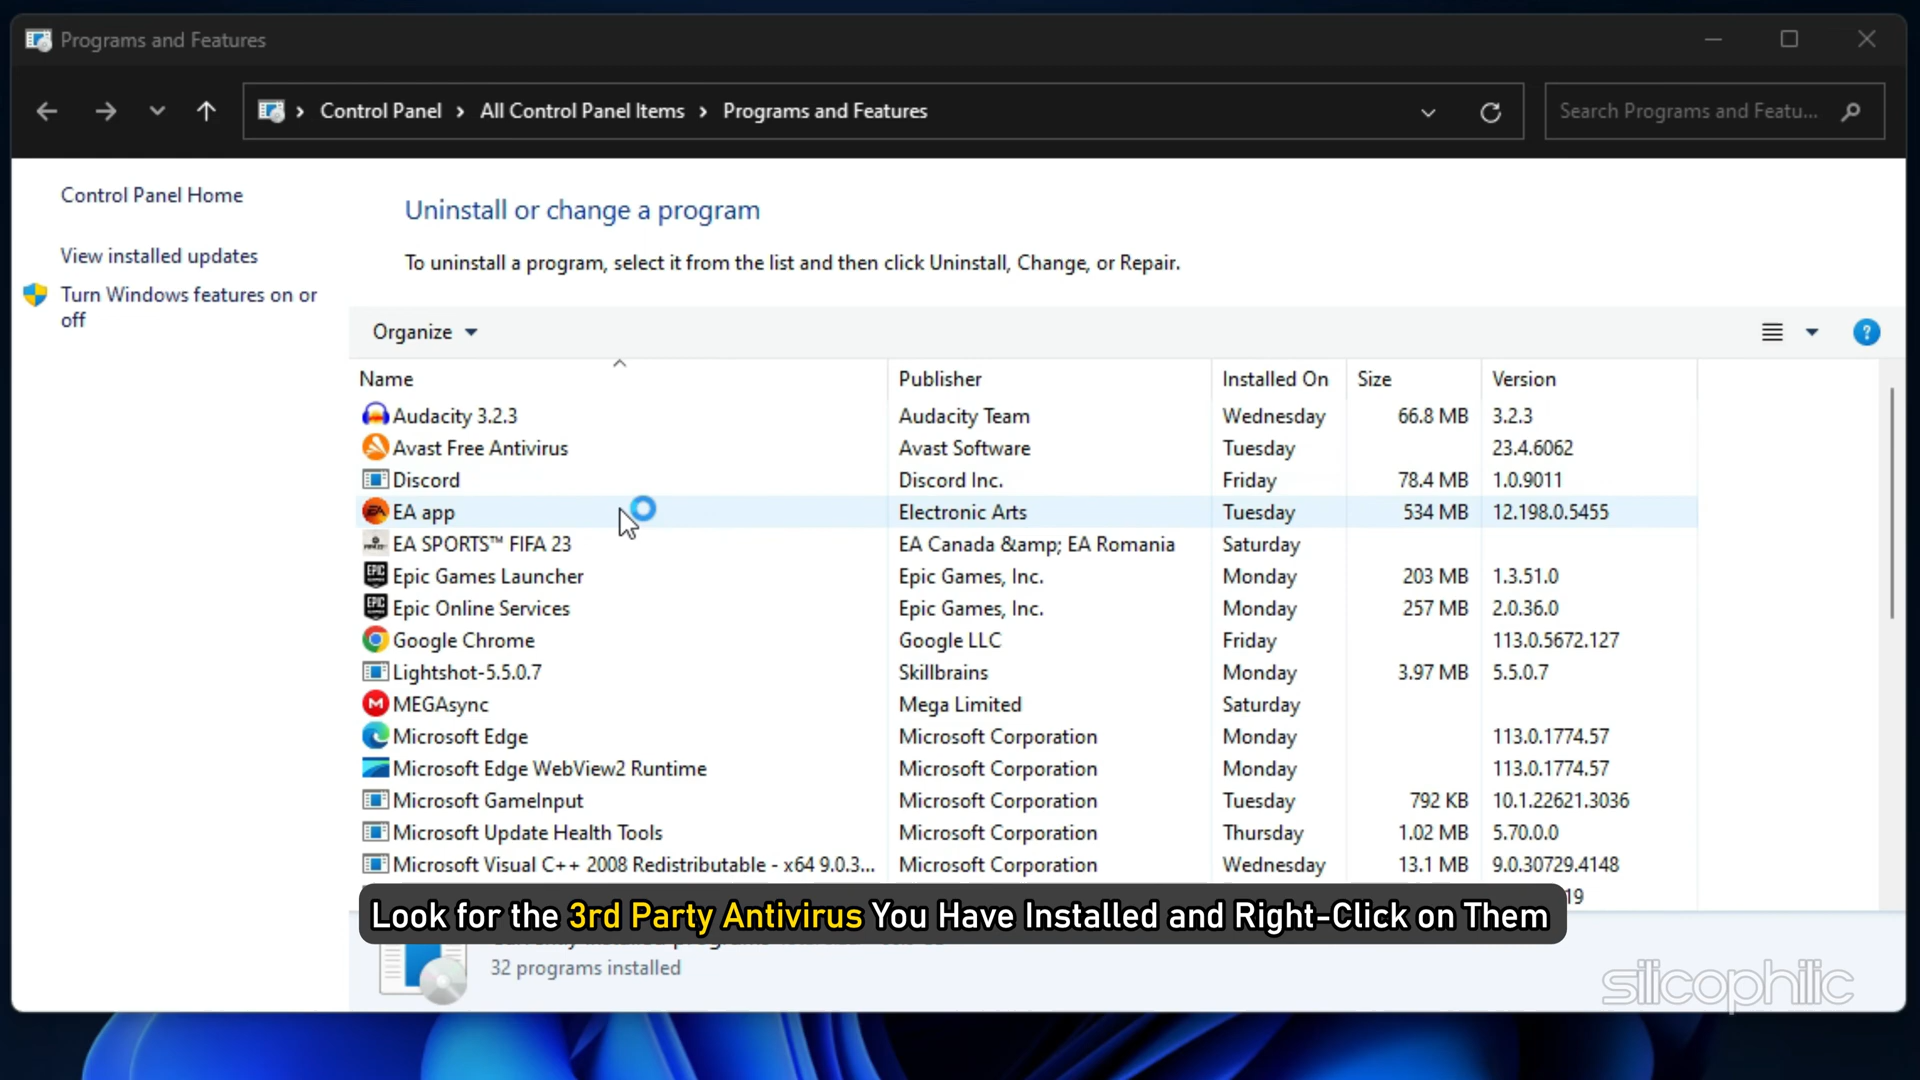 Programs and Features
Control Panel > All Control Panel Items > Programs and Features
Search Programs and Featu...
Control Panel Home
View installed updates
Turn Windows features on or
off
Uninstall or change a program
To uninstall a program, select it from the list and then click Uninstall, Change, or Repair.
Organize
Name Publisher Installed On Size Version
Audacity 3.2.3 Audacity Team Wednesday 66.8 MB 3.2.3
Avast Free Antivirus Avast Software Tuesday 23.4.6062
Discord Discord Inc. Friday 78.4 MB 1.0.9011
EA app Electronic Arts Tuesday 534 MB 12.198.0.5455
EA SPORTS™ FIFA 23 EA Canada &amp; EA Romania Saturday
Epic Games Launcher Epic Games, Inc. Monday 203 MB 1.3.51.0
Epic Online Services Epic Games, Inc. Monday 257 MB 2.0.36.0
Google Chrome Google LLC Friday 113.0.5672.127
Lightshot-5.5.0.7 Skillbrains Monday 3.97 MB 5.5.0.7
MEGAsync Mega Limited Saturday
Microsoft Edge Microsoft Corporation Monday 113.0.1774.57
Microsoft Edge WebView2 Runtime Microsoft Corporation Monday 113.0.1774.57
Microsoft GameInput Microsoft Corporation Tuesday 792 KB 10.1.22621.3036
Microsoft Update Health Tools Microsoft Corporation Thursday 1.02 MB 5.70.0.0
Microsoft Visual C++ 2008 Redistributable - x64 9.0.3... Microsoft Corporation Wednesday 13.1 MB 9.0.30729.4148
19
Look for the 3rd Party Antivirus You Have Installed and Right-Click on Them
32 programs installed
silicophilic